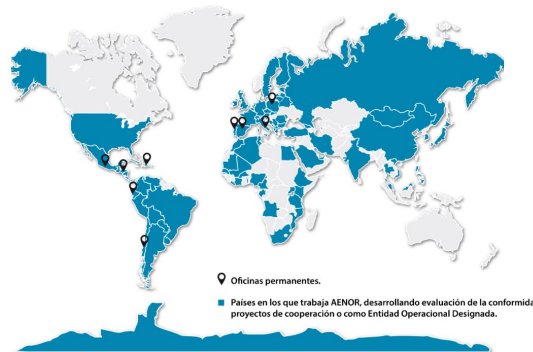 Oficinas permanentes.
Países en los que trabaja AENOR, desarrollando evaluación de la conformida
proyectos de cooperación o como Entidad Operacional Designada.